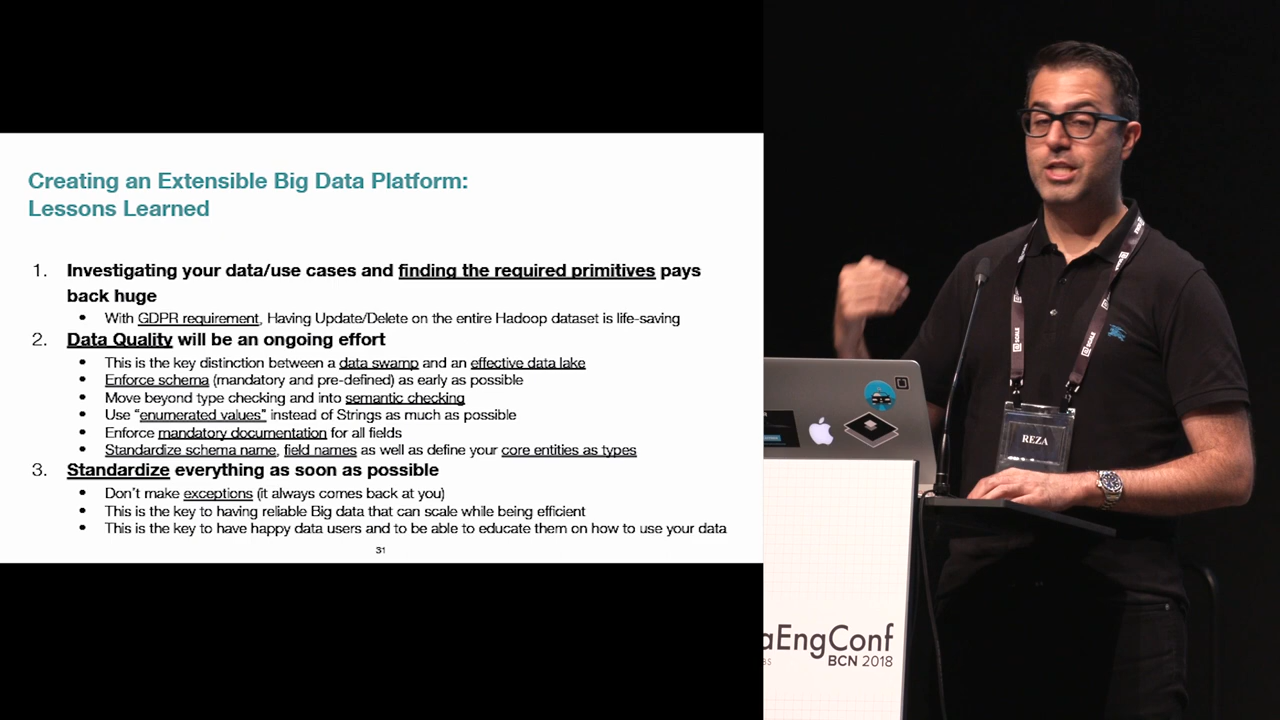 Creating an Extensible Big Data Platform:
Lessons Learned
1. Investigating your data/use cases and finding the required primitives pays
back huge
• With GDPR requirement, Having Update/Delete on the entire Hadoop dataset is life-saving
2. Data Quality will be an ongoing effort
• This is the key distinction between a data swamp and an effective data lake
• Enforce schema (mandatory and pre-defined) as early as possible
• Move beyond type checking and into semantic checking
• Use “enumerated values” instead of Strings as much as possible
• Enforce mandatory documentation for all fields
• Standardize schema name, field names as well as define your core entities as types
3. Standardize everything as soon as possible
• Don't make exceptions (it always comes back at you)
• This is the key to having reliable Big data that can scale while being efficient
• This is the key to have happy data users and to be able to educate them on how to use your data
31
REZA
aEngConf
BCN 2018